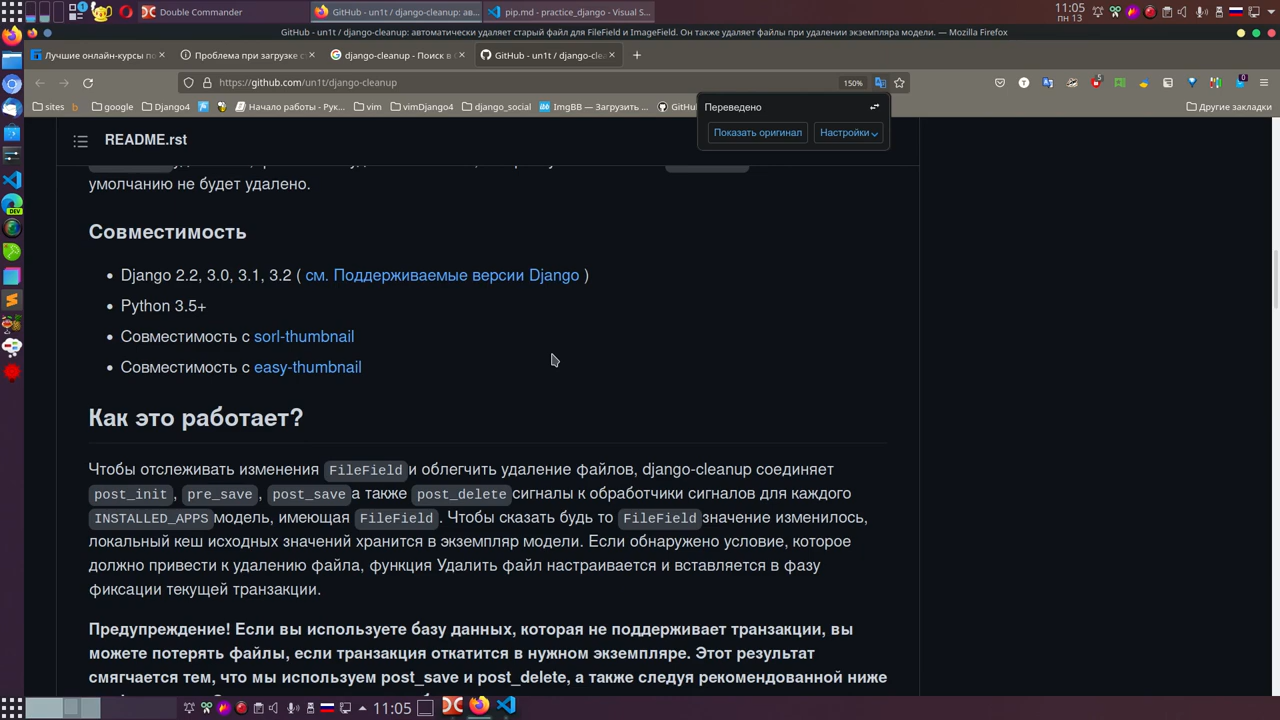 Double Commander
GitHub - un1t / django-cleanup: ав...
pip.md - practice_django - Visual S...
11:05
пн 13
GitHub - un1t / django-cleanup: автоматически удаляет старый файл для FileField и ImageField. Он также удаляет файлы при удалении экземпляра модели. — Mozilla Firefox
Лучшие онлайн-курсы по
Проблема при загрузке с
django-cleanup - Поиск в
GitHub - un1t / django-cle
https://github.com/un1t/django-cleanup
150%
sites
google
Django4
Начало работы - Рук...
vim
vimDjango4
django_social
ImgBB — Загрузить ...
GitHu
Другие закладки
Переведено
Показать оригинал
Настройки
README.rst
умолчанию не будет удалено.
Совместимость
Django 2.2, 3.0, 3.1, 3.2 ( см. Поддерживаемые версии Django )
Python 3.5+
Совместимость с sorl-thumbnail
Совместимость с easy-thumbnail
Как это работает?
Чтобы отслеживать изменения FileField и облегчить удаление файлов, django-cleanup соединяет
post_init, pre_save, post_save а также post_delete сигналы к обработчики сигналов для каждого
INSTALLED_APPS модель, имеющая FileField. Чтобы сказать будь то FileField значение изменилось,
локальный кеш исходных значений хранится в экземпляр модели. Если обнаружено условие, которое
должно привести к удалению файла, функция Удалить файл настраивается и вставляется в фазу
фиксации текущей транзакции.
Предупреждение! Если вы используете базу данных, которая не поддерживает транзакции, вы
можете потерять файлы, если транзакция откатится в нужном экземпляре. Этот результат
смягчается тем, что мы используем post_save и post_delete, а также следуя рекомендованной ниже
11:05